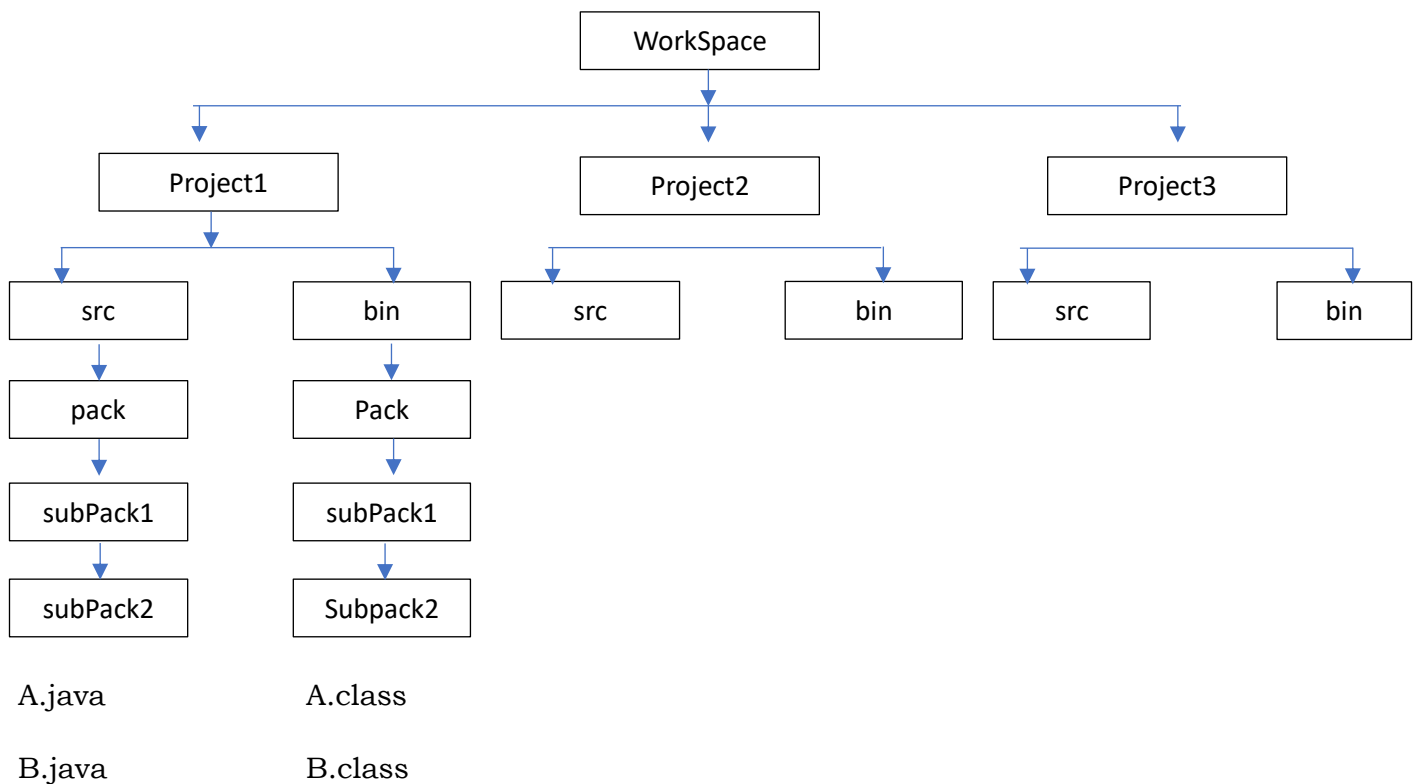 WorkSpace
Project1 Project2 Project3
src bin src bin src bin
pack Pack
subPack1 subPack1
subPack2 Subpack2
A.java A.class
B.java B.class